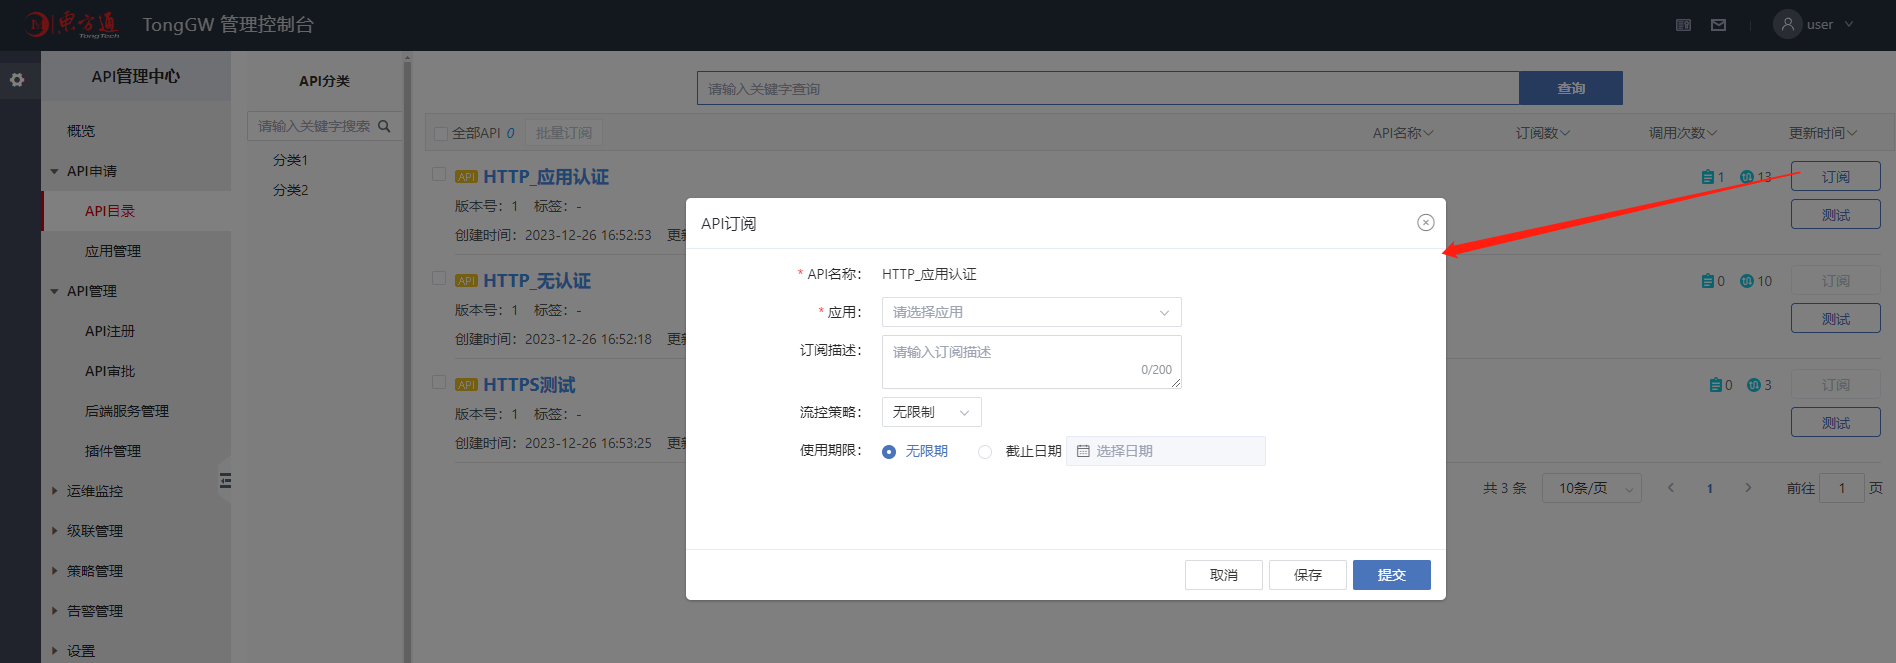 东方通
TongTech
TongGW 管理控制台
user
API管理中心
概览
API申请
API目录
应用管理
API管理
API注册
API审批
后端服务管理
插件管理
运维监控
级联管理
策略管理
告警管理
设置
API分类
请输入关键字搜索
分类1
分类2
请输入关键字查询
查询
全部API 0 批量订阅 API名称 订阅数 调用次数 更新时间
API HTTP_应用认证 1 13 订阅
版本号：1 标签：- 测试
创建时间：2023-12-26 16:52:53 更新
API HTTP_无认证 0 10 订阅
版本号：1 标签：- 测试
创建时间：2023-12-26 16:52:18 更新
API HTTPS测试 0 3 订阅
版本号：1 标签：- 测试
创建时间：2023-12-26 16:53:25 更新
共 3 条 10条/页 1 前往 1 页
API订阅
* API名称： HTTP_应用认证
* 应用： 请选择应用
订阅描述： 请输入订阅描述
0/200
流控策略： 无限制
使用期限： 无限期 截止日期 选择日期
取消 保存 提交